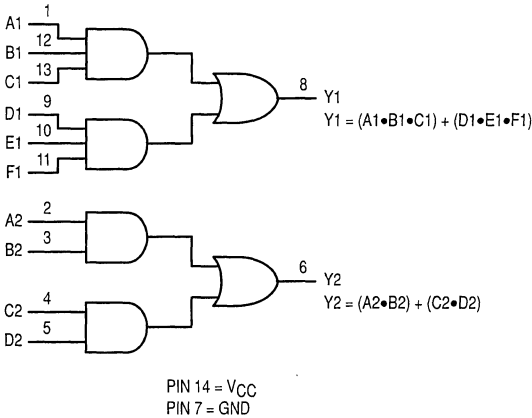 A1 1
B1 12
C1 13
D1 9
E1 10
F1 11
8 Y1
Y1 = (A1•B1•C1) + (D1•E1•F1)
A2 2
B2 3
C2 4
D2 5
6 Y2
Y2 = (A2•B2) + (C2•D2)
PIN 14 = VCC
PIN 7 = GND